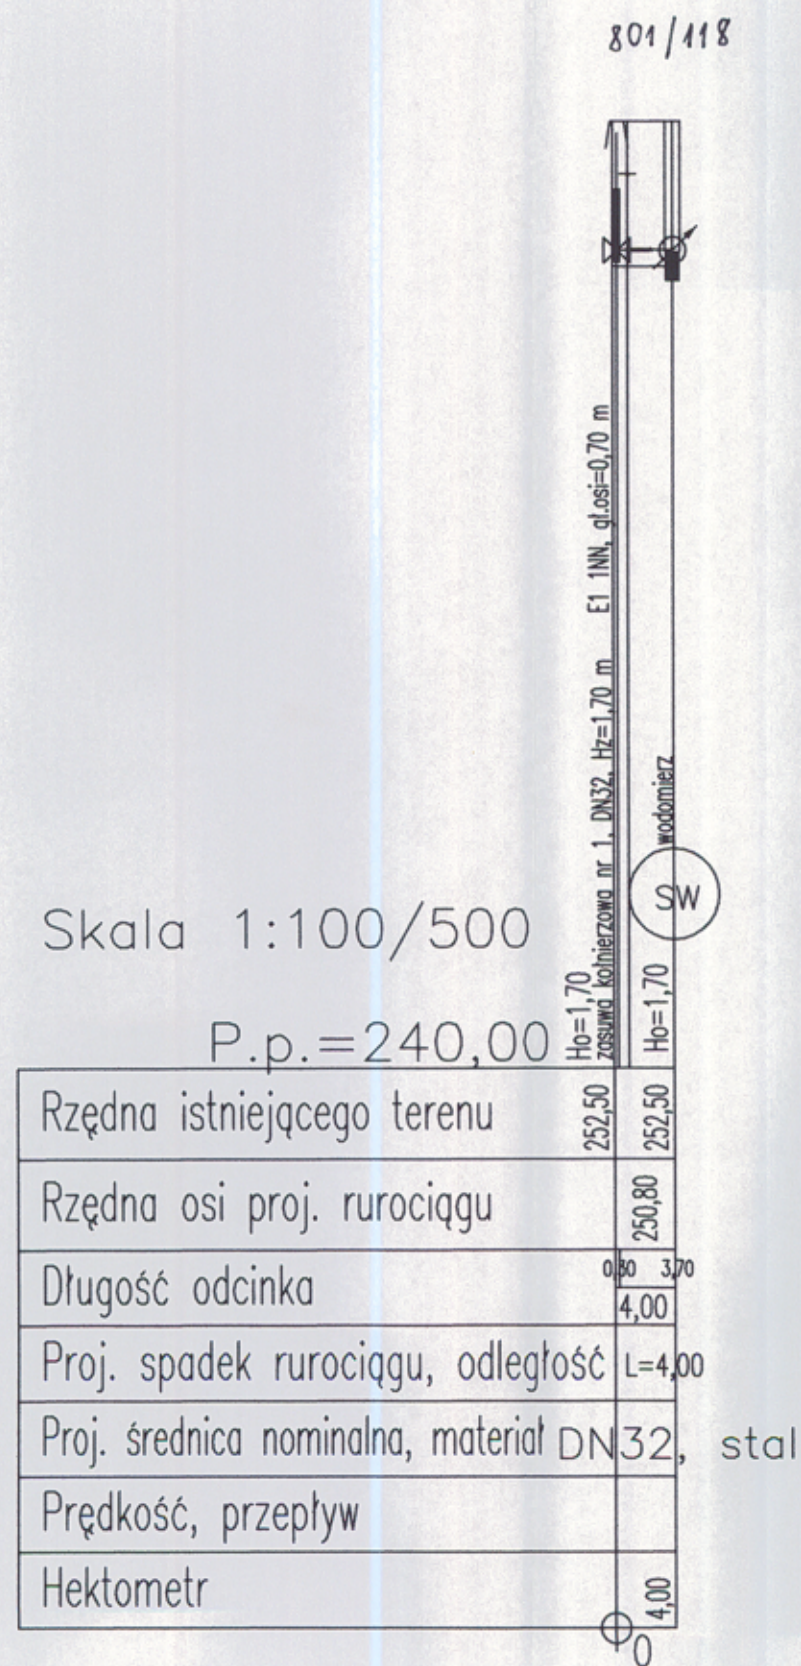 801/118
zasuwa kołnierzowa nr 1, DN32, Hz=1,70 m
E1 1NN, gł.osi=0,70 m
wodomierz
SW
Skala 1:100/500
Ho=1,70
Ho=1,70
P.p.=240,00
Rzędna istniejącego terenu 252,50 252,50
Rzędna osi proj. rurociągu 250,80
Długość odcinka 0,30 3,70
4,00
Proj. spadek rurociągu, odległość L=4,00
Proj. średnica nominalna, materiał DN32, stal
Prędkość, przepływ
Hektometr 4,00
0